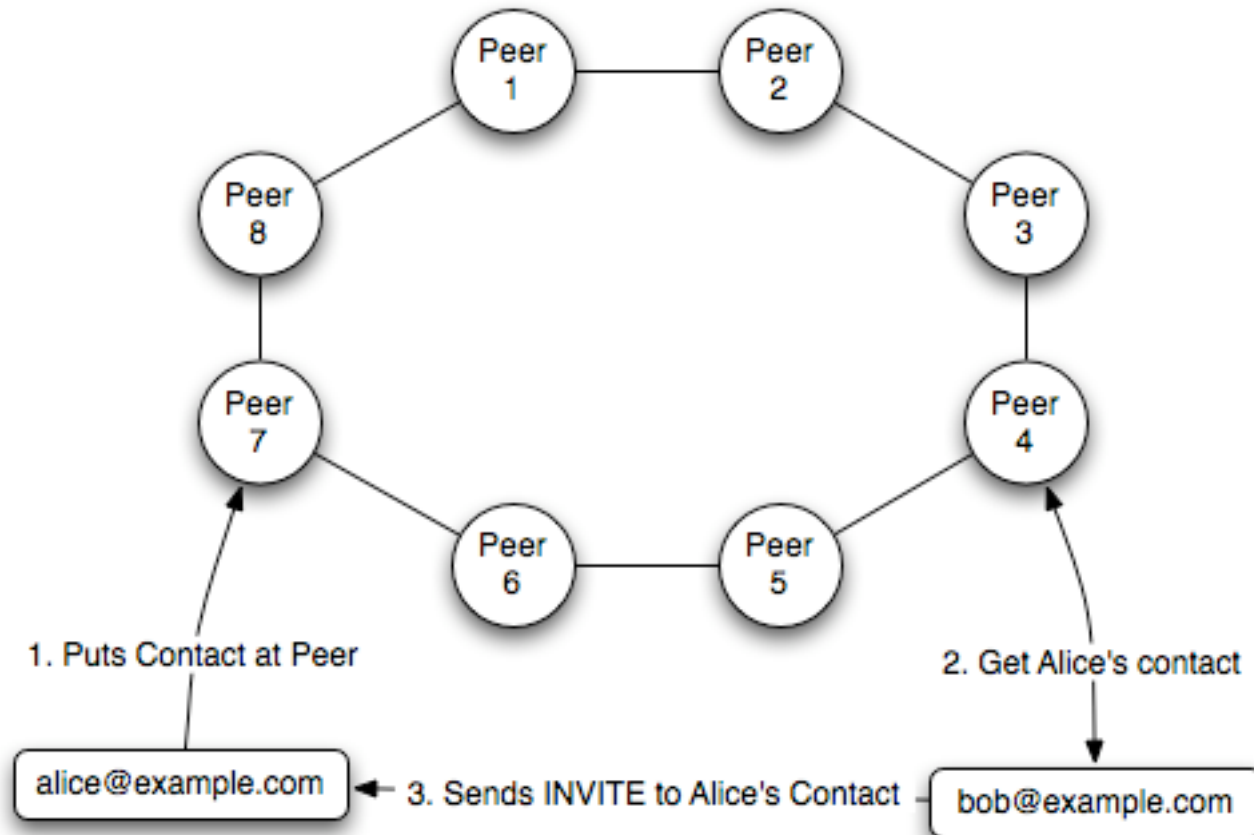 Peer
1
Peer
2
Peer
8
Peer
3
Peer
7
Peer
4
Peer
6
Peer
5
1. Puts Contact at Peer
2. Get Alice's contact
alice@example.com
3. Sends INVITE to Alice's Contact
bob@example.com